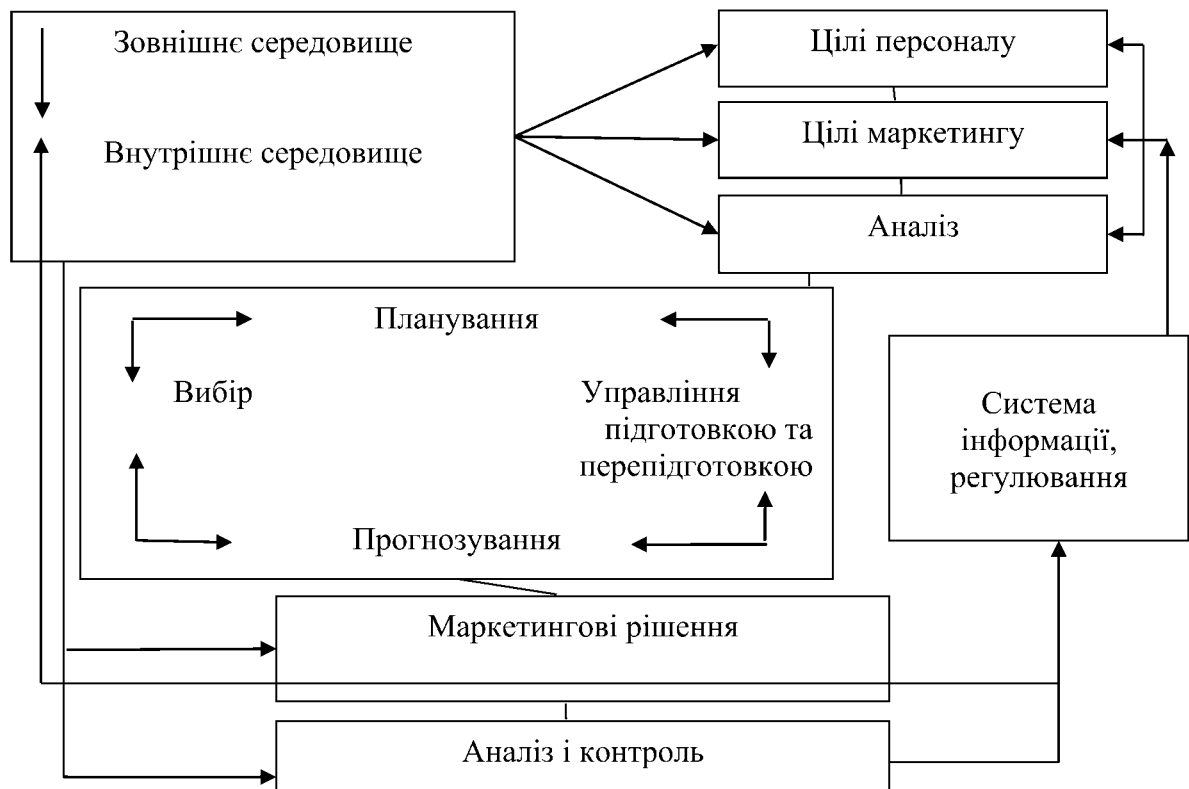 Зовнішнє середовище
Внутрішнє середовище
Цілі персоналу
Цілі маркетингу
Аналіз
Планування
Вибір
Управління
підготовкою та
перепідготовкою
Прогнозування
Система
інформації,
регулювання
Маркетингові рішення
Аналіз і контроль